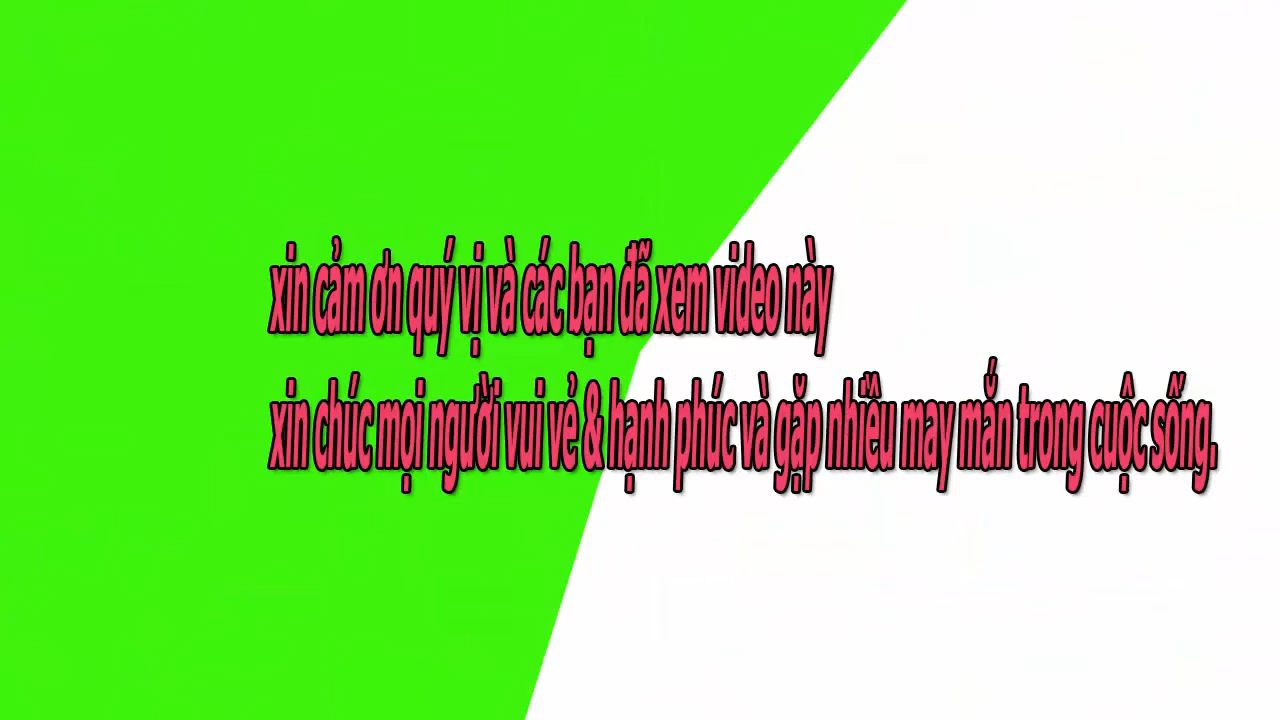 xin cảm ơn quý vị và các bạn đã xem video này
xin chúc mọi người vui vẻ & hạnh phúc và gặp nhiều may mắn trong cuộc sống.